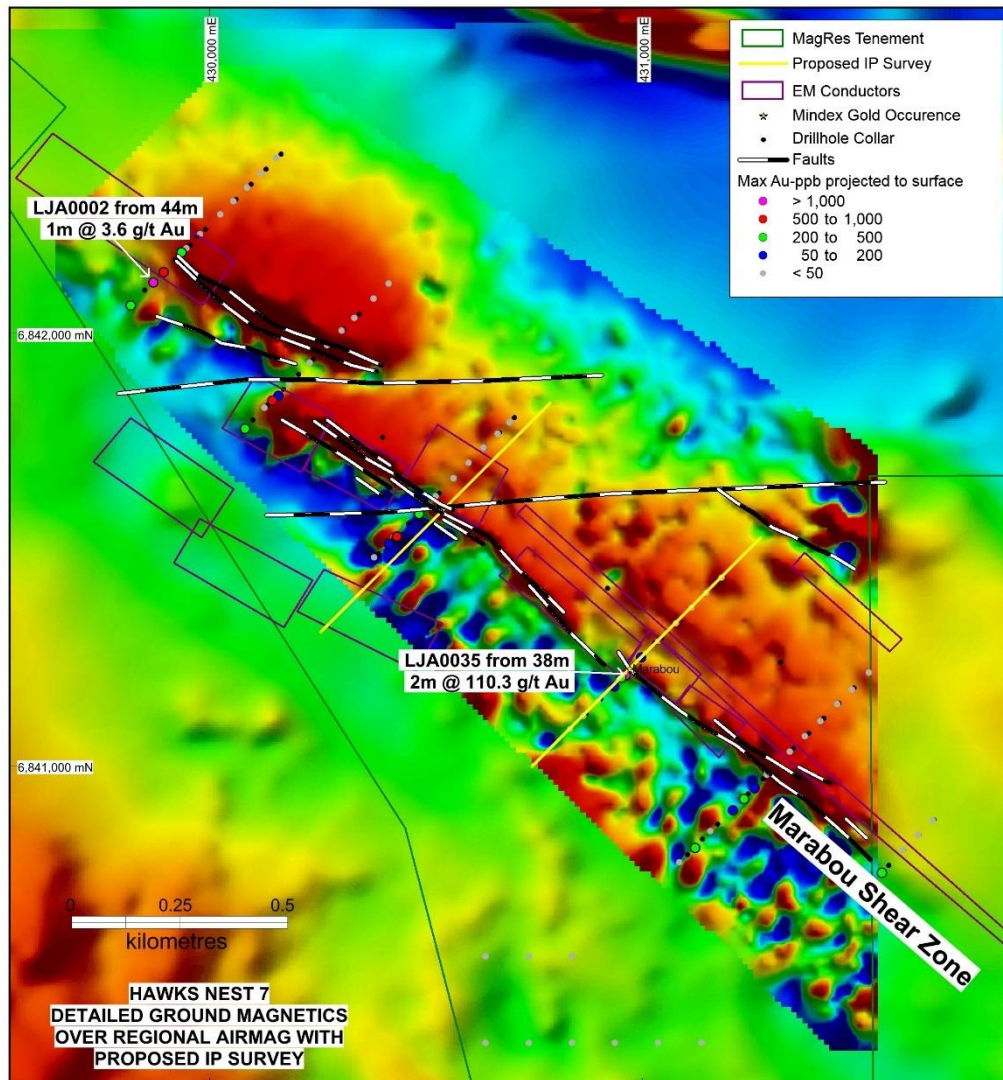 430,000 mE
431,000 mE
MagRes Tenement
Proposed IP Survey
EM Conductors
Mindex Gold Occurence
Drillhole Collar
Faults
Max Au-ppb projected to surface
> 1,000
500 to 1,000
200 to 500
50 to 200
< 50
LJA0002 from 44m
1m @ 3.6 g/t Au
6,842,000 mN
LJA0035 from 38m
2m @ 110.3 g/t Au
Marabou
6,841,000 mN
Marabou Shear Zone
0 0.25 0.5
kilometres
HAWKS NEST 7
DETAILED GROUND MAGNETICS
OVER REGIONAL AIRMAG WITH
PROPOSED IP SURVEY